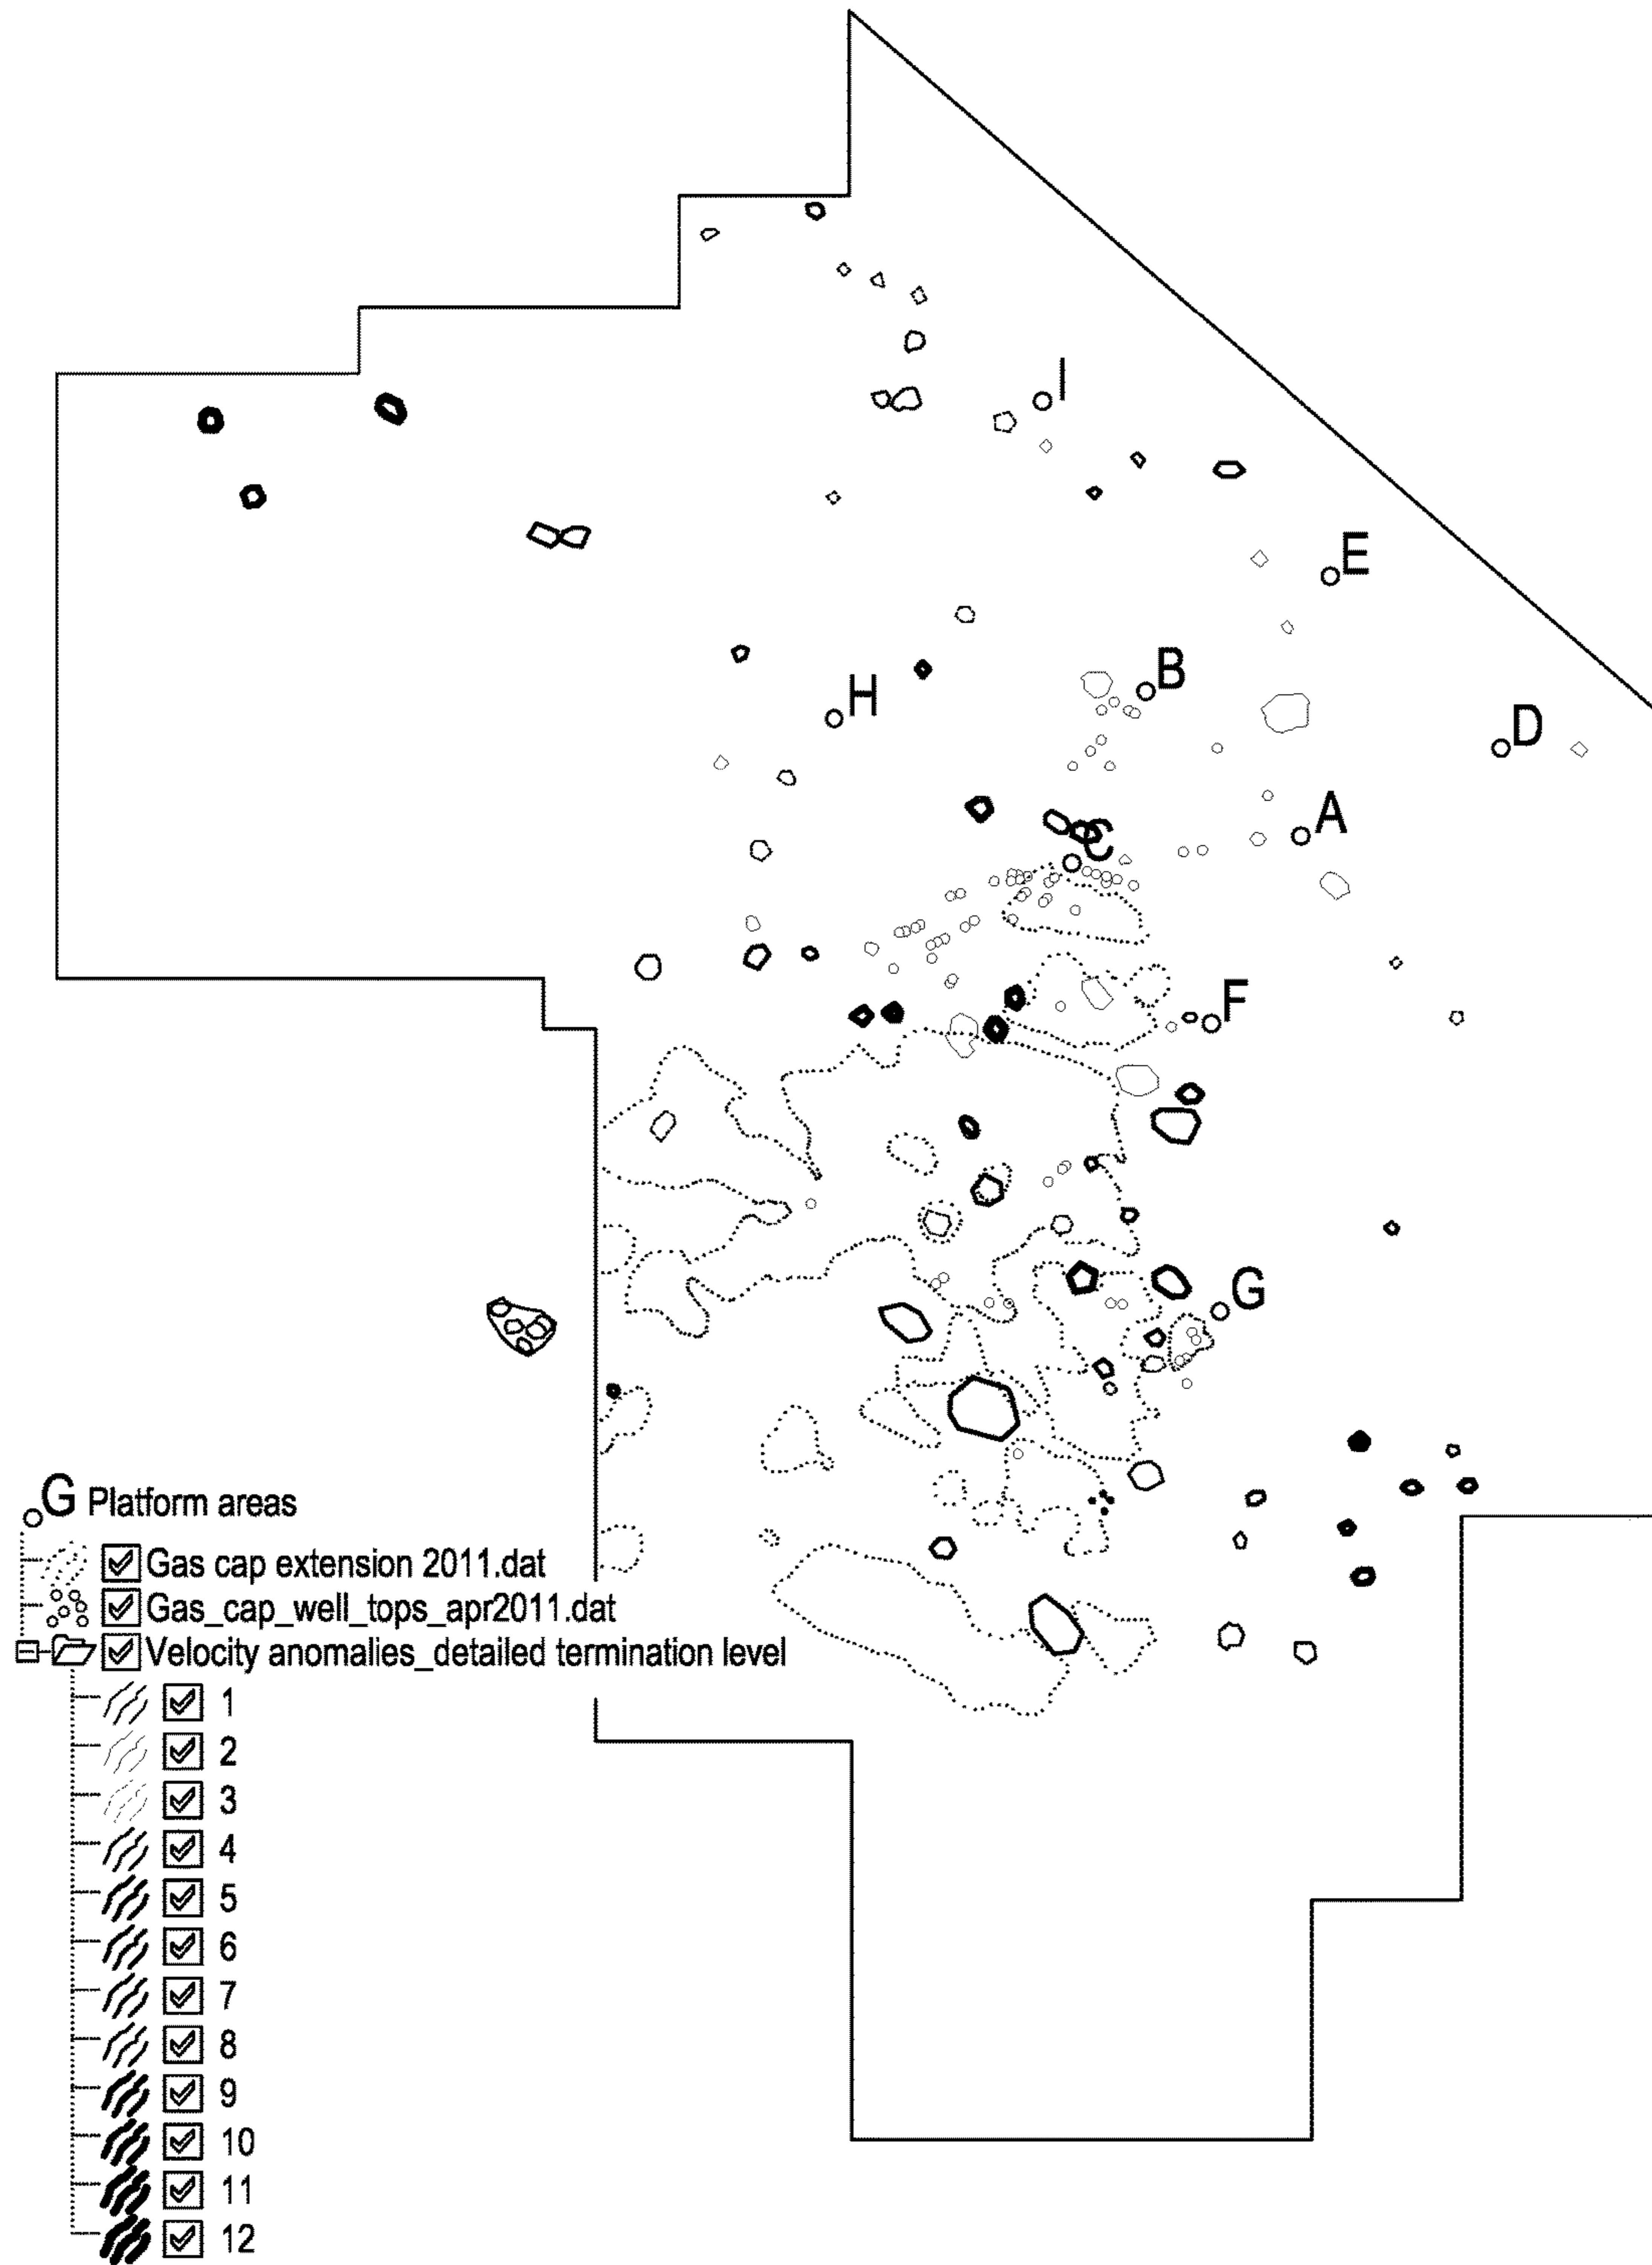 I
E
B
H
D
A
C
F
G
G Platform areas
Gas cap extension 2011.dat
Gas_cap_well_tops_apr2011.dat
Velocity anomalies_detailed termination level
1
2
3
4
5
6
7
8
9
10
11
12